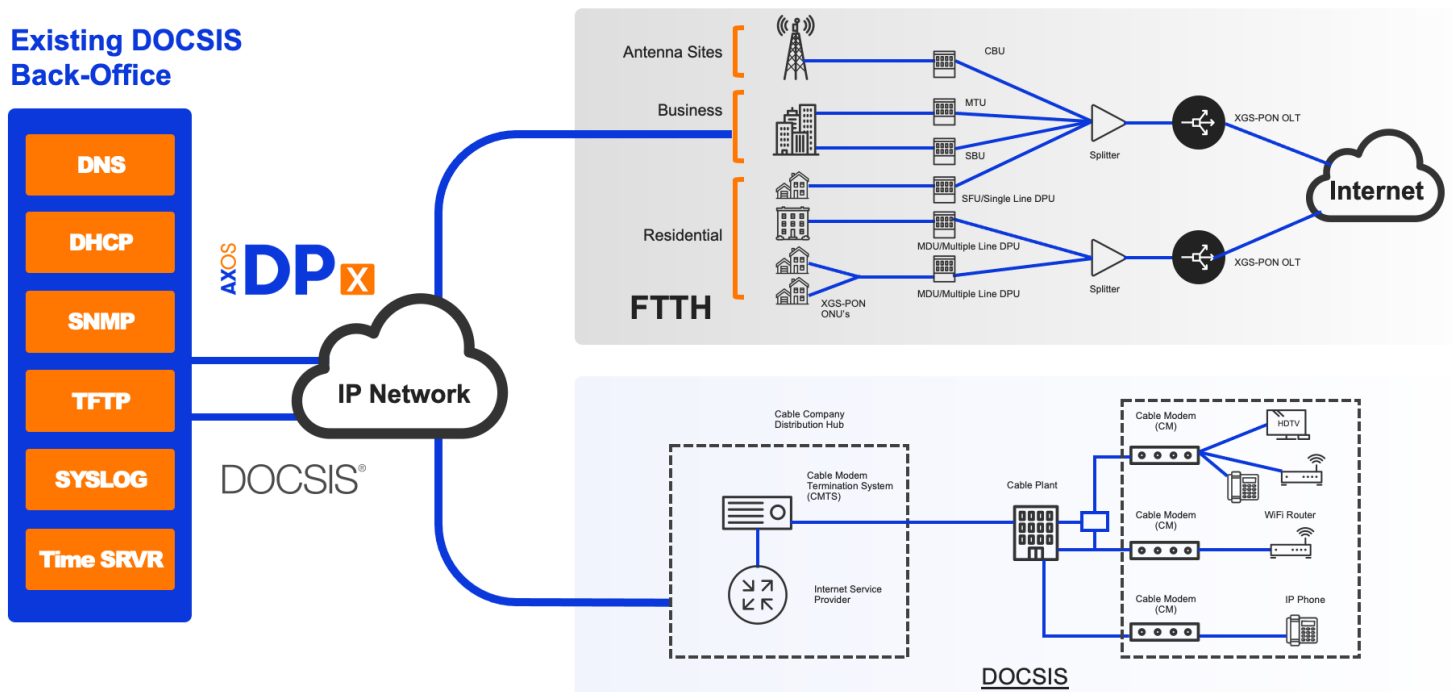 Existing DOCSIS
Back-Office
DNS
DHCP
SNMP
TFTP
SYSLOG
Time SRVR
AXOS
DPx
DOCSIS®
IP Network
Antenna Sites
Business
Residential
FTTH
CBU
MTU
SBU
SFU/Single Line DPU
MDU/Multiple Line DPU
MDU/Multiple Line DPU
XGS-PON
ONU's
Splitter
Splitter
XGS-PON OLT
XGS-PON OLT
Internet
Cable Company
Distribution Hub
Cable Modem
Termination System
(CMTS)
Internet Service
Provider
Cable Plant
Cable Modem
(CM)
HDTV
Cable Modem
(CM)
WiFi Router
Cable Modem
(CM)
IP Phone
DOCSIS